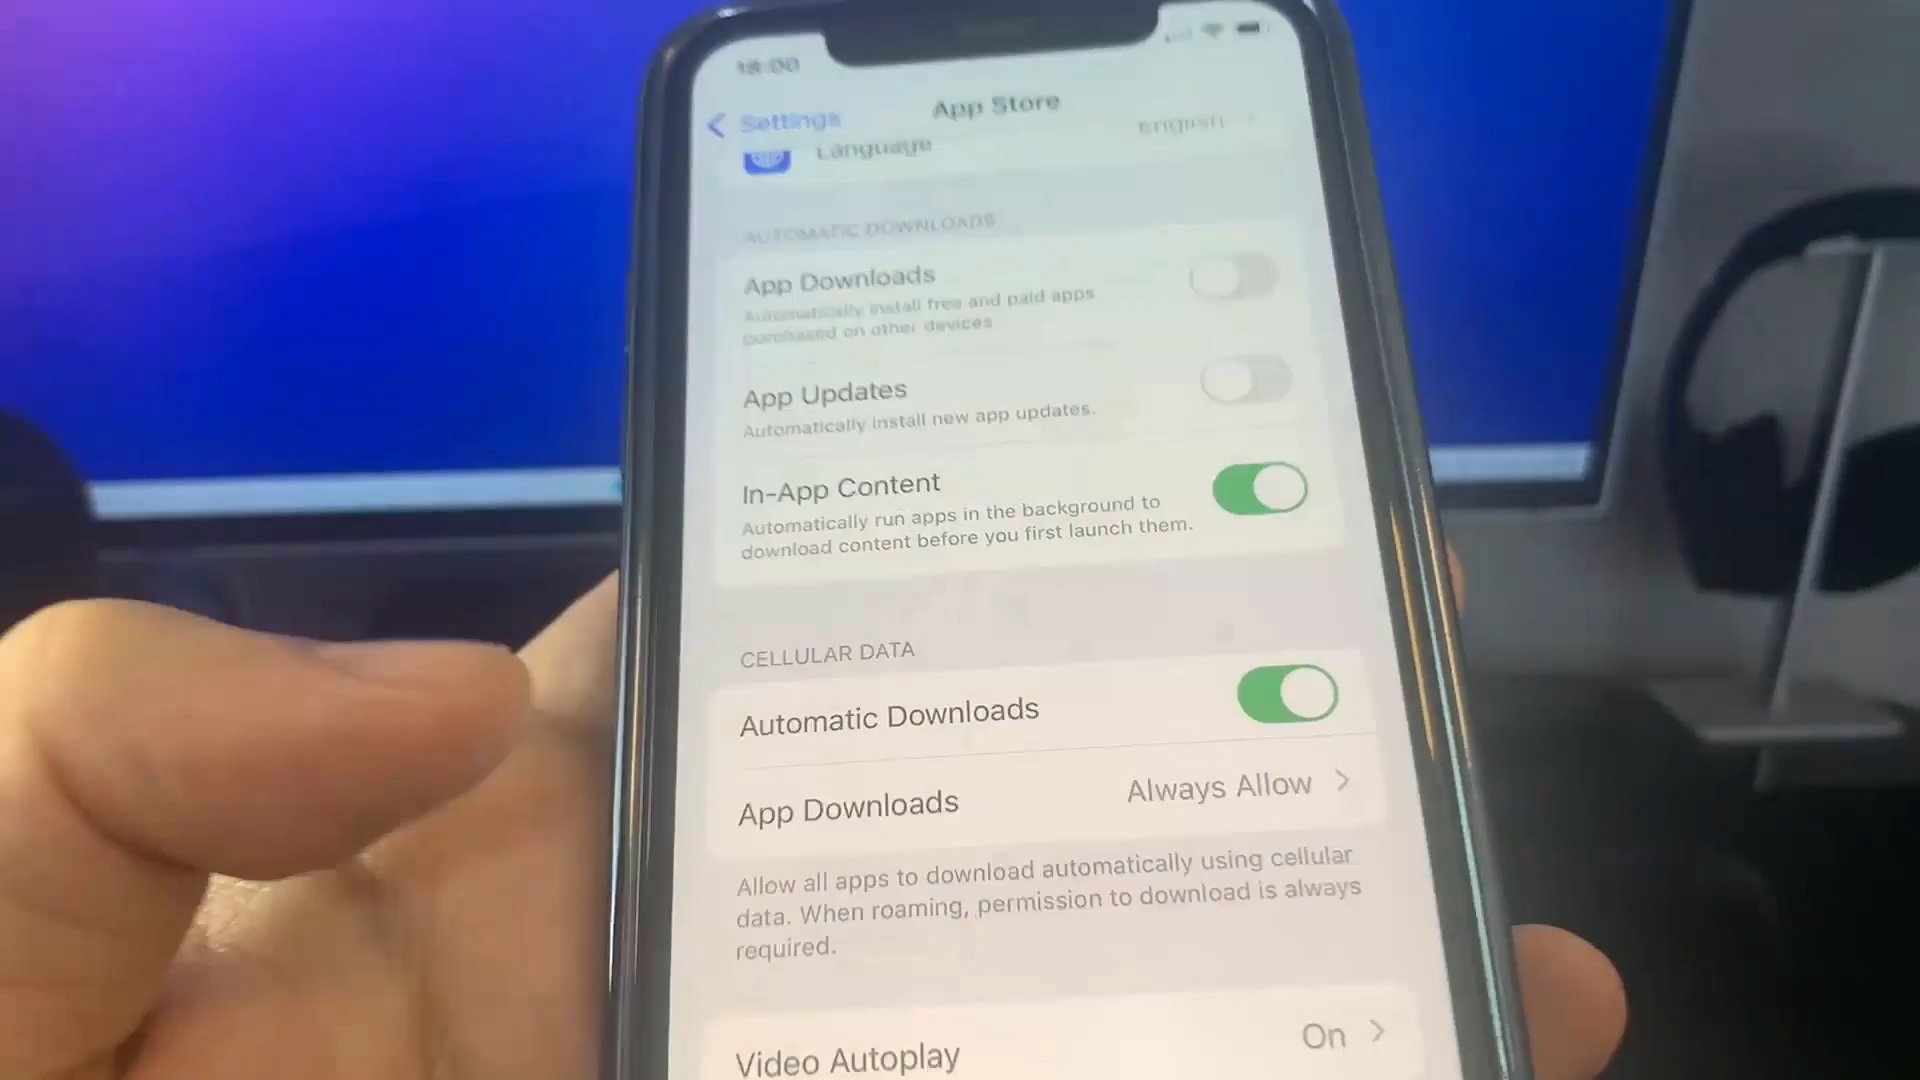 18:00
Settings
App Store
Language
English
AUTOMATIC DOWNLOADS
App Downloads
Automatically install free and paid apps
purchased on other devices
App Updates
Automatically install new app updates.
In-App Content
Automatically run apps in the background to
download content before you first launch them.
CELLULAR DATA
Automatic Downloads
App Downloads
Always Allow
Allow all apps to download automatically using cellular
data. When roaming, permission to download is always
required.
Video Autoplay
On